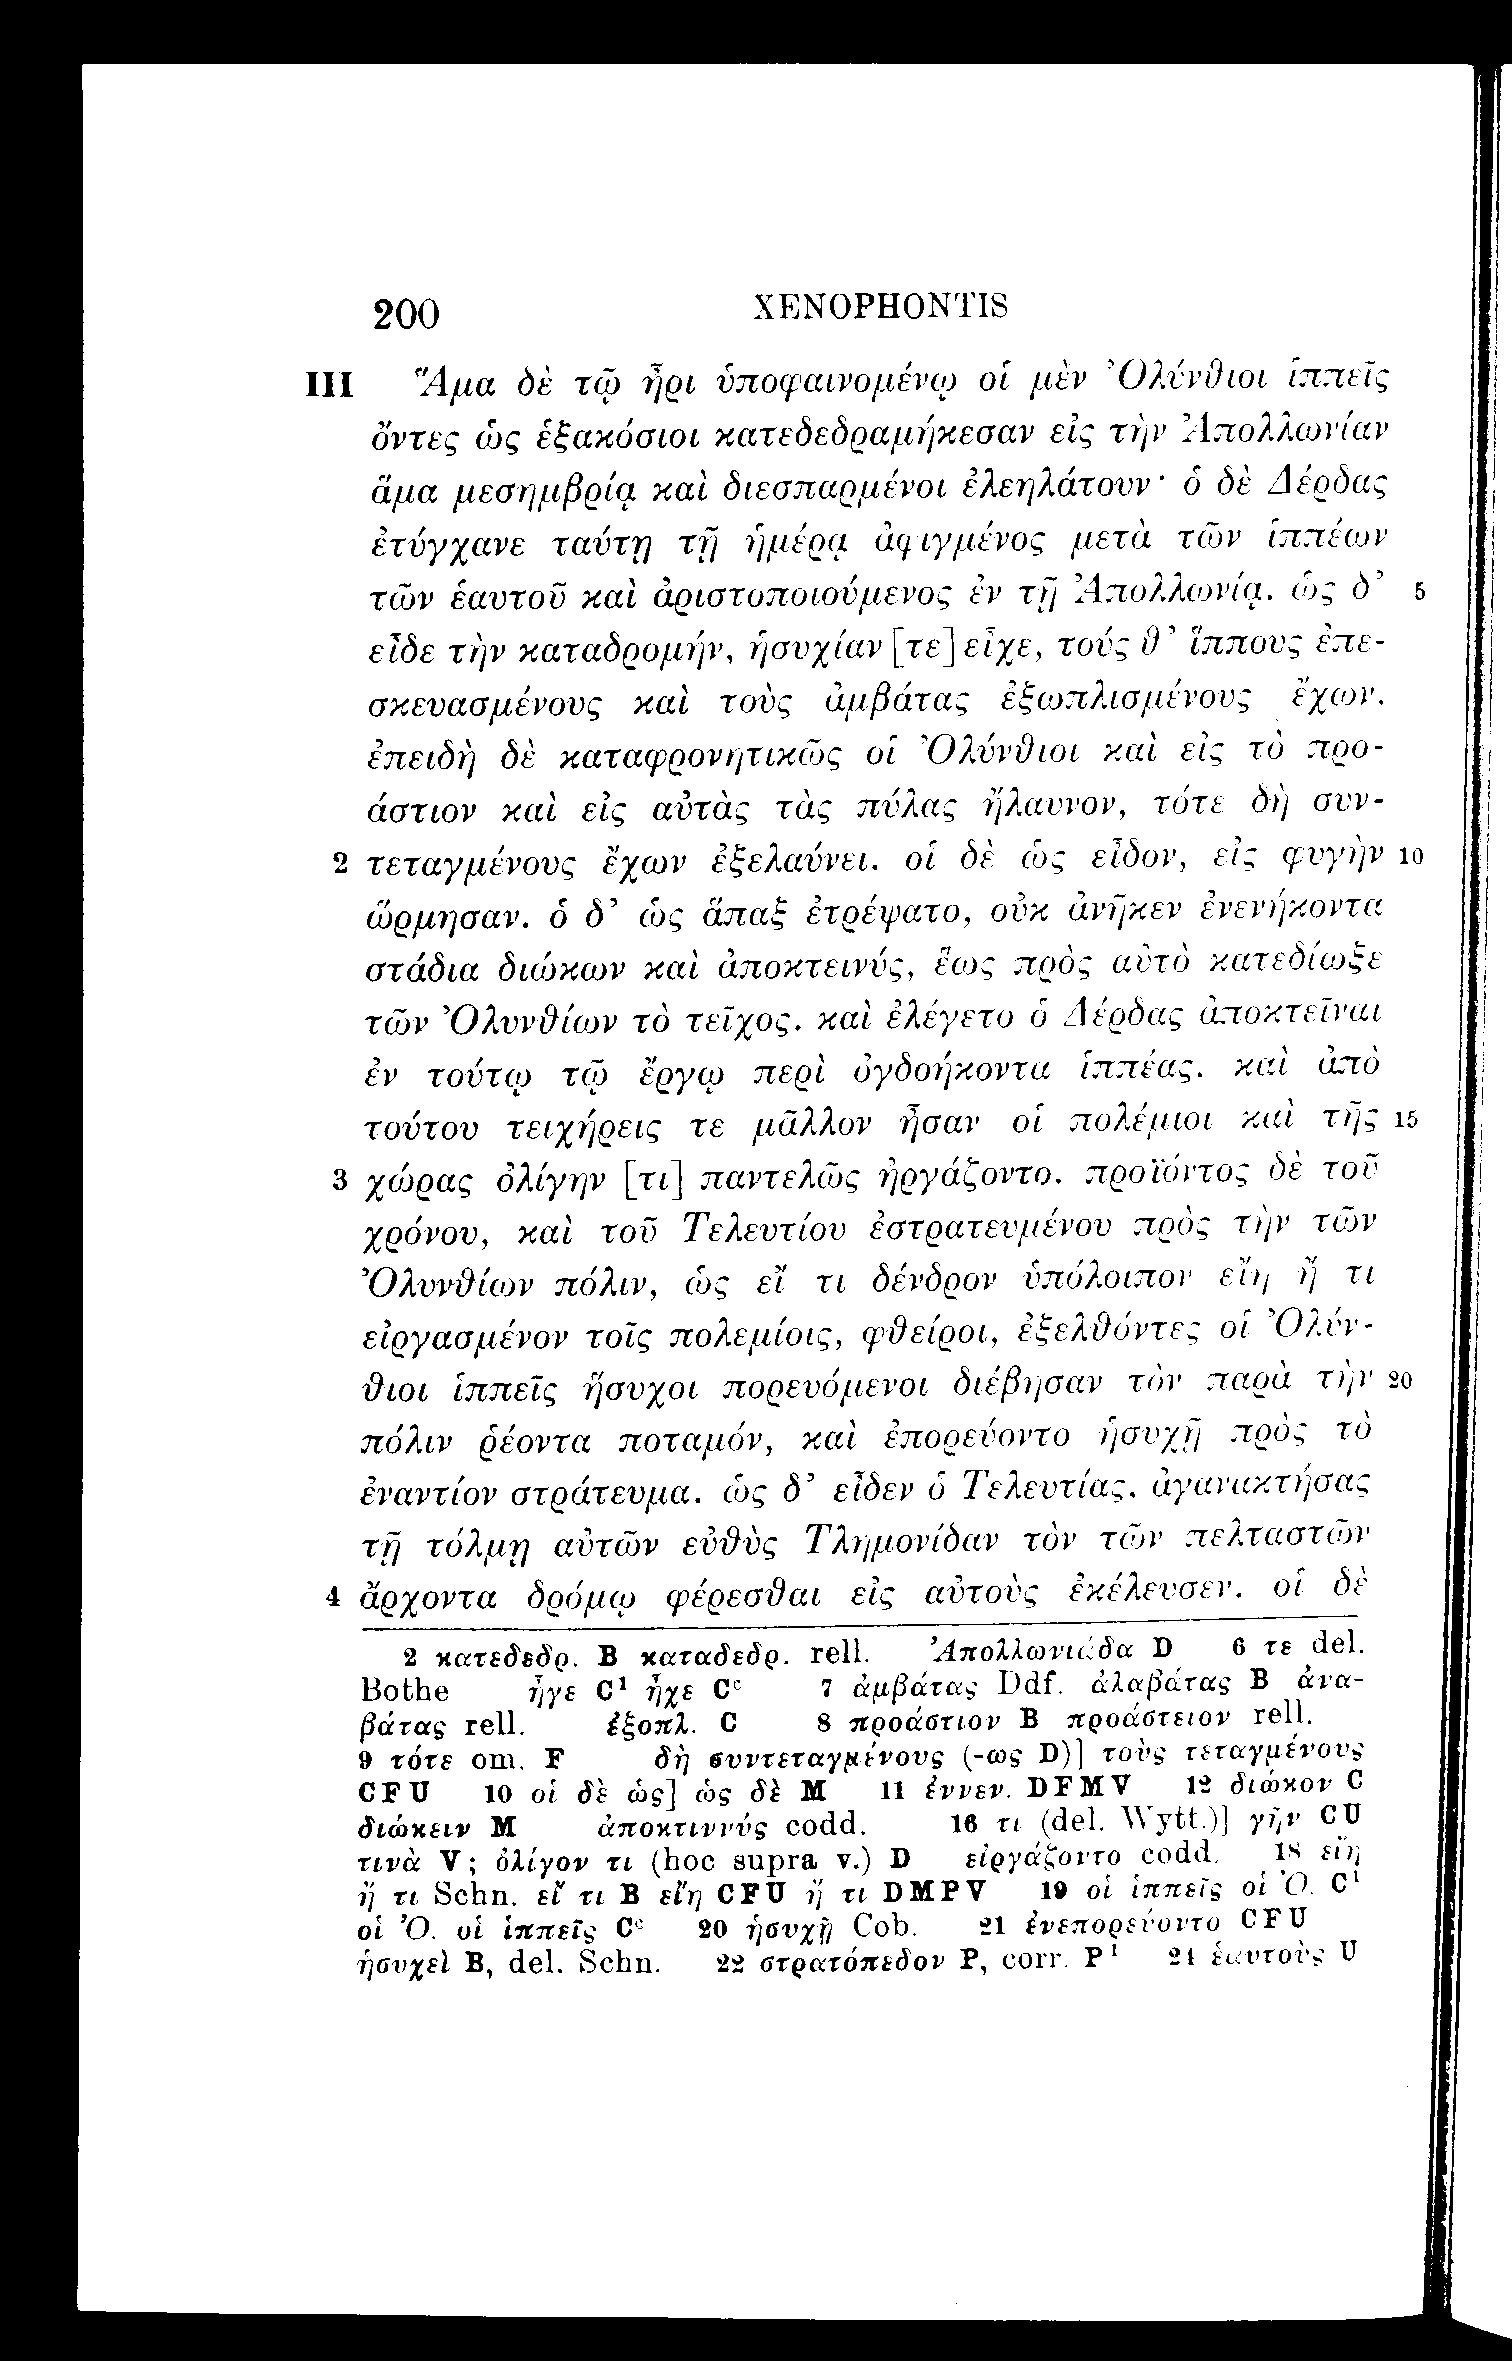 200 XENOPHONTIS
III Ἅμα δὲ τῷ ἦρι ὑποφαινομένῳ οἱ μὲν Ὀλύνθιοι ἱππεῖς
ὄντες ὡς ἑξακόσιοι κατεδεδραμήκεσαν εἰς τὴν Ἀπολλωνίαν
ἅμα μεσημβρίᾳ καὶ διεσπαρμένοι ἐλεηλάτουν· ὁ δὲ Δέρδας
ἐτύγχανε ταύτῃ τῇ ἡμέρᾳ ἀφιγμένος μετὰ τῶν ἱππέων
τῶν ἑαυτοῦ καὶ ἀριστοποιούμενος ἐν τῇ Ἀπολλωνίᾳ. ὡς δ’ 5
εἶδε τὴν καταδρομήν, ἡσυχίαν [τε] εἶχε, τούς θ’ ἵππους ἐπε-
σκευασμένους καὶ τοὺς ἀμβάτας ἐξωπλισμένους ἔχων.
ἐπειδὴ δὲ καταφρονητικῶς οἱ Ὀλύνθιοι καὶ εἰς τὸ προ-
άστιον καὶ εἰς αὐτὰς τὰς πύλας ἤλαυνον, τότε δὴ συν-
2 τεταγμένους ἔχων ἐξελαύνει. οἱ δὲ ὡς εἶδον, εἰς φυγὴν 10
ὥρμησαν. ὁ δ’ ὡς ἅπαξ ἐτρέψατο, οὐκ ἀνῆκεν ἐνενήκοντα
στάδια διώκων καὶ ἀποκτεινύς, ἕως πρὸς αὐτὸ κατεδίωξε
τῶν Ὀλυνθίων τὸ τεῖχος. καὶ ἐλέγετο ὁ Δέρδας ἀποκτεῖναι
ἐν τούτῳ τῷ ἔργῳ περὶ ὀγδοήκοντα ἱππέας. καὶ ἀπὸ
τούτου τειχήρεις τε μᾶλλον ἦσαν οἱ πολέμιοι καὶ τῆς 15
3 χώρας ὀλίγην [τι] παντελῶς ἠργάζοντο. προϊόντος δὲ τοῦ
χρόνου, καὶ τοῦ Τελευτίου ἐστρατευμένου πρὸς τὴν τῶν
Ὀλυνθίων πόλιν, ὡς εἴ τι δένδρον ὑπόλοιπον εἴη ἤ τι
εἰργασμένον τοῖς πολεμίοις, φθείροι, ἐξελθόντες οἱ Ὀλύν-
θιοι ἱππεῖς ἥσυχοι πορευόμενοι διέβησαν τὸν παρὰ τὴν 20
πόλιν ῥέοντα ποταμόν, καὶ ἐπορεύοντο ἡσυχῇ πρὸς τὸ
ἐναντίον στράτευμα. ὡς δ’ εἶδεν ὁ Τελευτίας, ἀγανακτήσας
τῇ τόλμῃ αὐτῶν εὐθὺς Τλημονίδαν τὸν τῶν πελταστῶν
4 ἄρχοντα δρόμῳ φέρεσθαι εἰς αὐτοὺς ἐκέλευσεν. οἱ δὲ
2 κατεδεδρ. B καταδεδρ. rell. Ἀπολλωνιάδα D 6 τε del.
Bothe ἦγε C¹ ἦχε Cᶜ 7 ἀμβάτας Ddf. ἀλαβάτας B ἀνα-
βάτας rell. ἐξοπλ. C 8 προάστιον B προάστειον rell.
9 τότε om. F δὴ συντεταγμένους (-ως D)] τοὺς τεταγμένους
CFU 10 οἱ δὲ ὡς] ὡς δὲ M 11 ἐννεν. DFMV 12 διώκον C
διώκειν M ἀποκτιννύς codd. 16 τι (del. Wytt.)] γῆν CU
τινὰ V; ὀλίγον τι (hoc supra v.) D εἰργάζοντο codd. 18 εἴη
ἤ τι Schn. εἴ τι B εἴη CFU ἤ τι DMPV 19 οἱ ἱππεῖς οἱ Ὀ. C¹
οἱ Ὀ. οἱ ἱππεῖς Cᶜ 20 ἡσυχῇ Cob. 21 ἐνεπορεύοντο CFU
ἡσυχεὶ B, del. Schn. 22 στρατόπεδον P, corr. P¹ 24 ἑαυτοὺς U